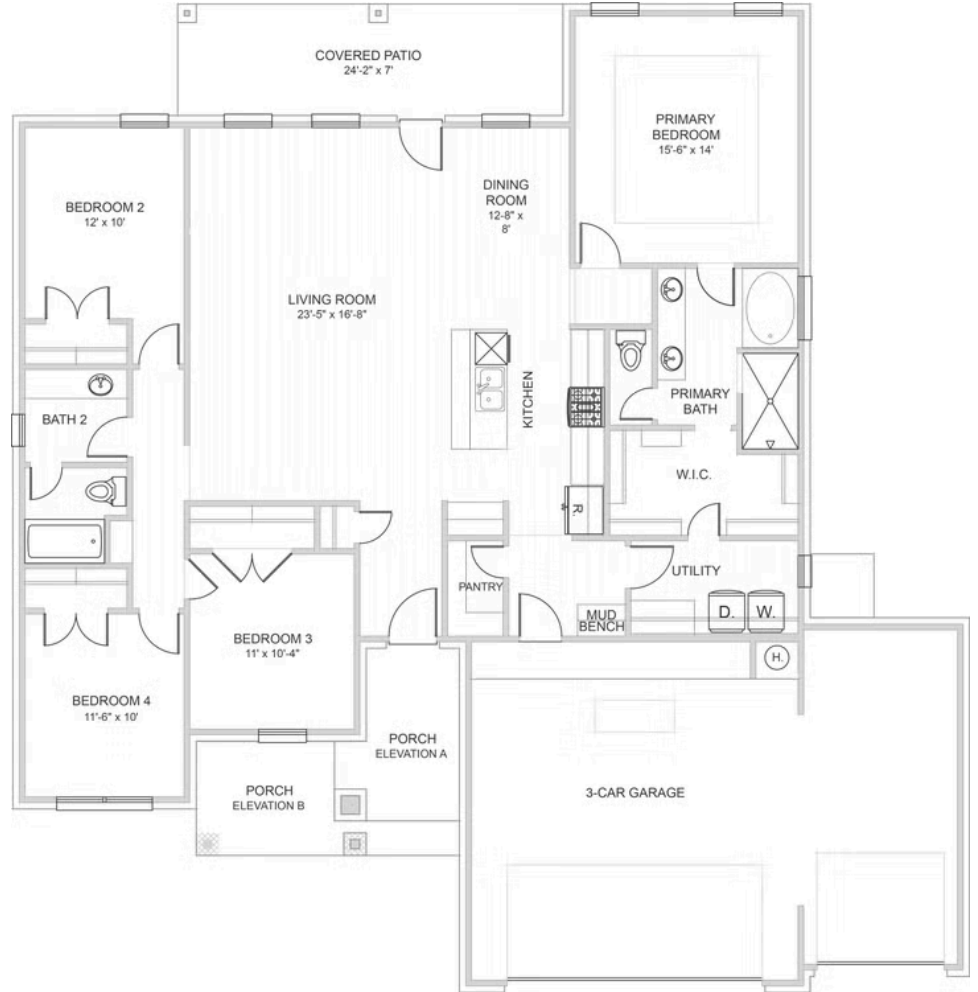 COVERED PATIO
24'-2" x 7'
PRIMARY
BEDROOM
15'-6" x 14'
BEDROOM 2
12' x 10'
DINING
ROOM
12-8" x
8'
LIVING ROOM
23'-5" x 16'-8"
KITCHEN
BATH 2
PRIMARY
BATH
W.I.C.
R.
UTILITY
PANTRY
D.
W.
MUD
BENCH
BEDROOM 3
11' x 10'-4"
H.
BEDROOM 4
11'-6" x 10'
PORCH
ELEVATION A
PORCH
ELEVATION B
3-CAR GARAGE